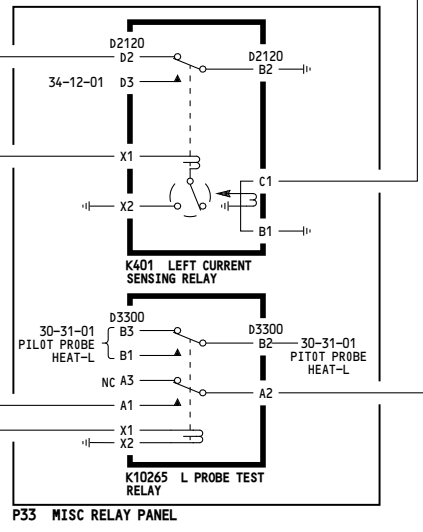 D2120
D2
D2120
B2
34-12-01 D3
X1
C1
X2
B1
K401 LEFT CURRENT
SENSING RELAY
D3300
30-31-01 B3
PILOT PROBE
HEAT-L B1
D3300
B2 30-31-01
PITOT PROBE
HEAT-L
NC A3
A2
A1
X1
X2
K10265 L PROBE TEST
RELAY
P33 MISC RELAY PANEL